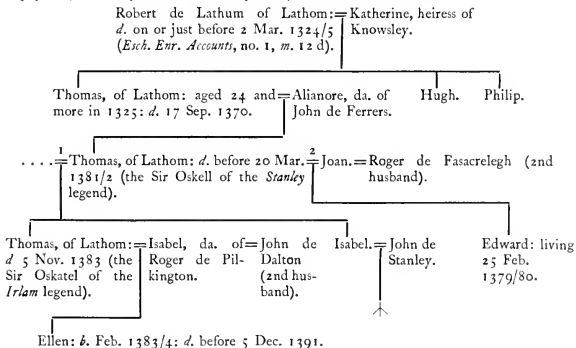 Robert de Lathum of Lathom:=Katherine, heiress of
d. on or just before 2 Mar. 1324/5 Knowsley.
(Esch. Enr. Accounts, no. 1, m. 12 d).
Thomas, of Lathom: aged 24 and=Alianore, da. of Hugh. Philip.
more in 1325: d. 17 Sep. 1370. John de Ferrers.
1 2
. . . .=Thomas, of Lathom: d. before 20 Mar.=Joan.=Roger de Fasacrelegh (2nd
1381/2 (the Sir Oskell of the Stanley husband).
legend).
Thomas, of Lathom:=Isabel, da. of=John de Isabel.=John de Edward: living
d 5 Nov. 1383 (the Roger de Pil- Dalton Stanley. 25 Feb.
Sir Oskatel of the kington. (2nd hus- 1379/80.
Irlam legend). band).
Ellen: b. Feb. 1383/4: d. before 5 Dec. 1391.